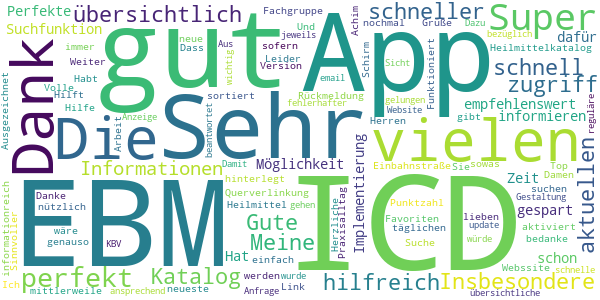 Perfekte übersichtlich Fachgruppe Achim schneller Super
Suchfunktion Und jeweils nochmal Grüße Dazu bezüglich dafür
immer neue Dass Aus sofern Leider Version Schirm email Funktioniert Sicht Heilmittelkatalog
Weiter Habt Hilft Volle Hilfe Anzeige Arbeit
Ausgezeichnet Dank gut App schnell zugriff
wichtig fehlerhafter Rückmeldung gelungen Website Herren
sortiert beantwortet empfehlenswert gibt informieren reguläre
Die Sehr vielen aktuellen
Informationen Damit Möglichkeit Implementierung Einbahnstraße Sie sowas Top Damen
informationreich Sinnvoller hinterlegt Querverlinkung Zeit suchen Gestaltung
EBM ICD
Danke nützlich wäre genauso KBV Heilmittel gehen Herzliche Praxisalltag Punktzahl Favoriten täglichen Suche gespart lieben update würde aktiviert bedanke
Gute Meine Hat einfach
Ich perfekt Katalog werden wurde Link hilfreich Webssite Insbesondere schon
mittlerweile ansprechend neueste Anfrage schnelle übersichtliche